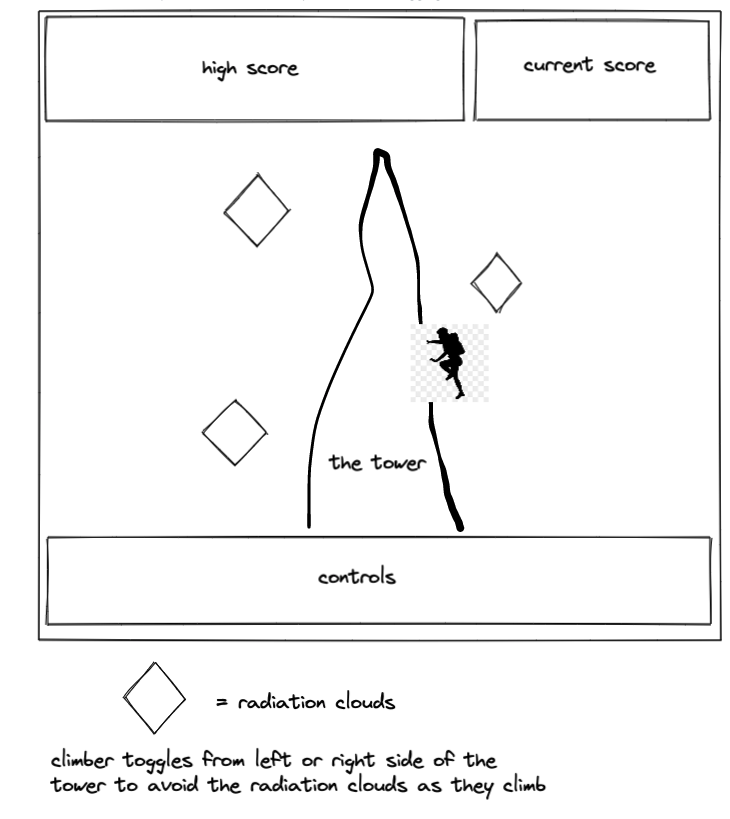 high score
current score
the tower
controls
= radiation clouds
climber toggles from left or right side of the
tower to avoid the radiation clouds as they climb